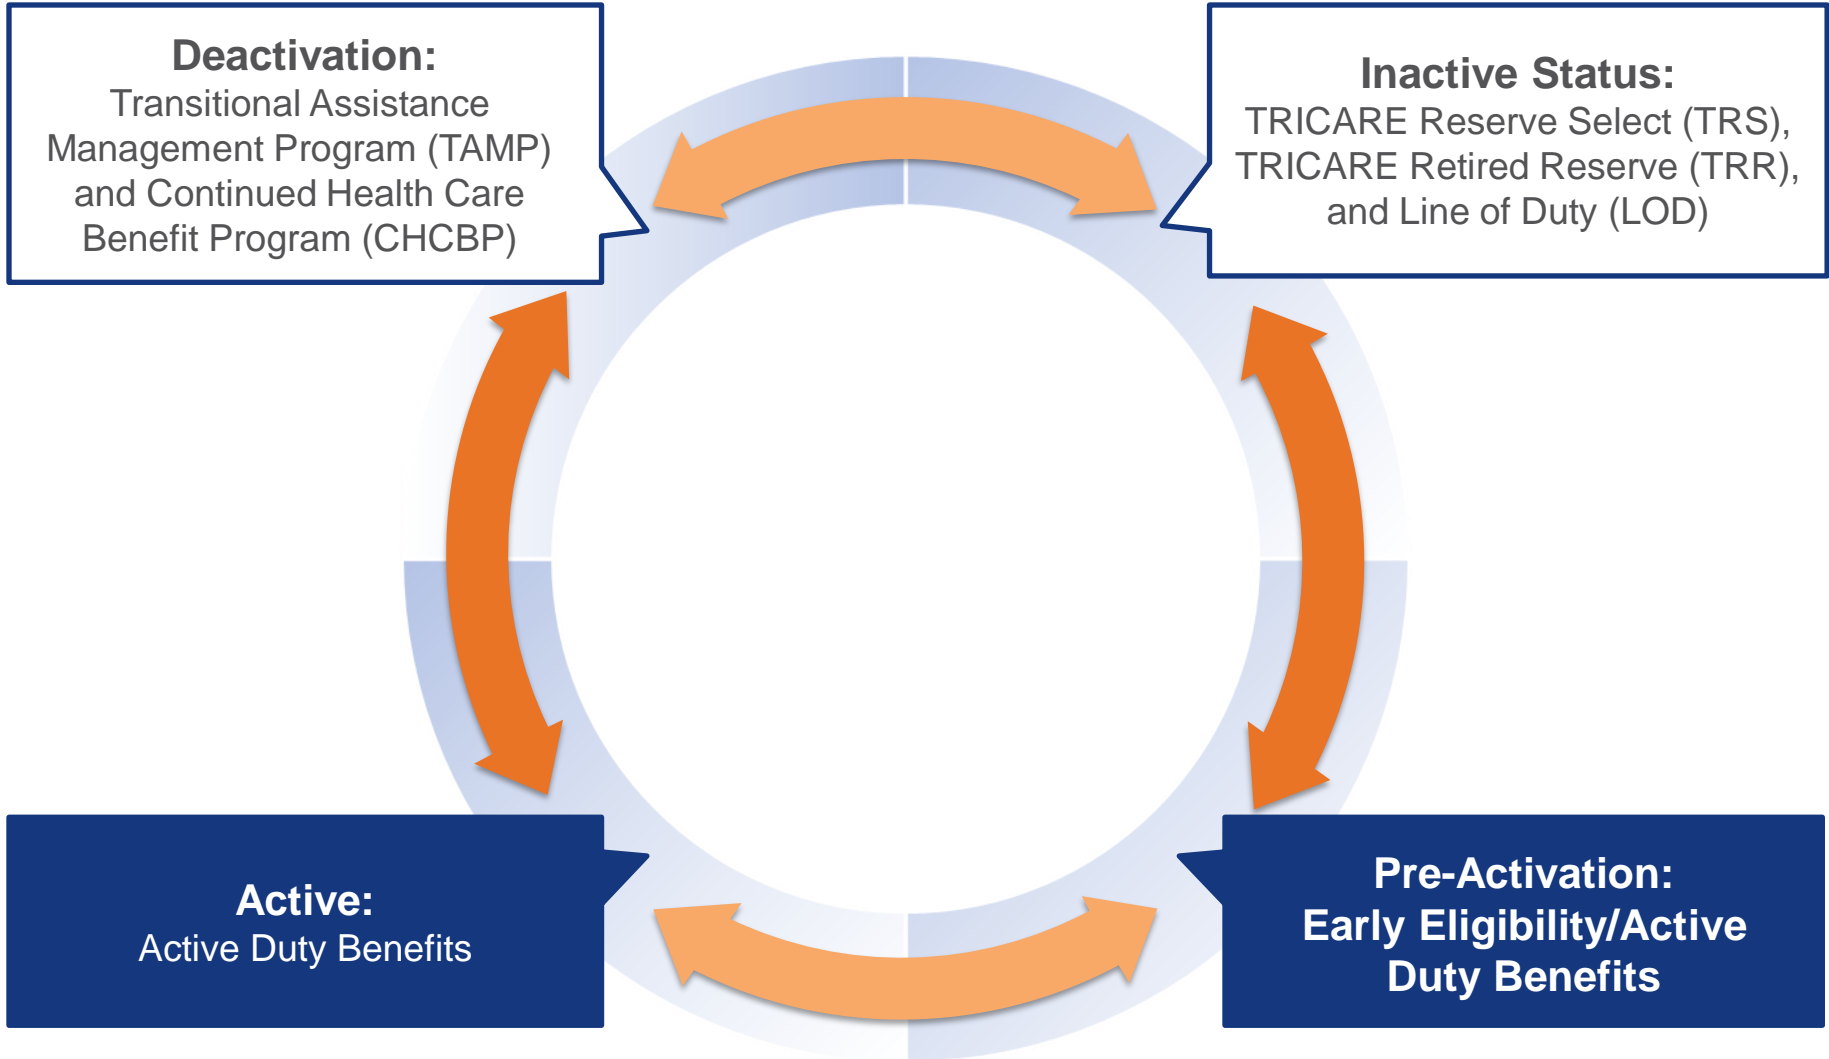 Deactivation:
Transitional Assistance
Management Program (TAMP)
and Continued Health Care
Benefit Program (CHCBP)
Inactive Status:
TRICARE Reserve Select (TRS),
TRICARE Retired Reserve (TRR),
and Line of Duty (LOD)
Active:
Active Duty Benefits
Pre-Activation:
Early Eligibility/Active
Duty Benefits